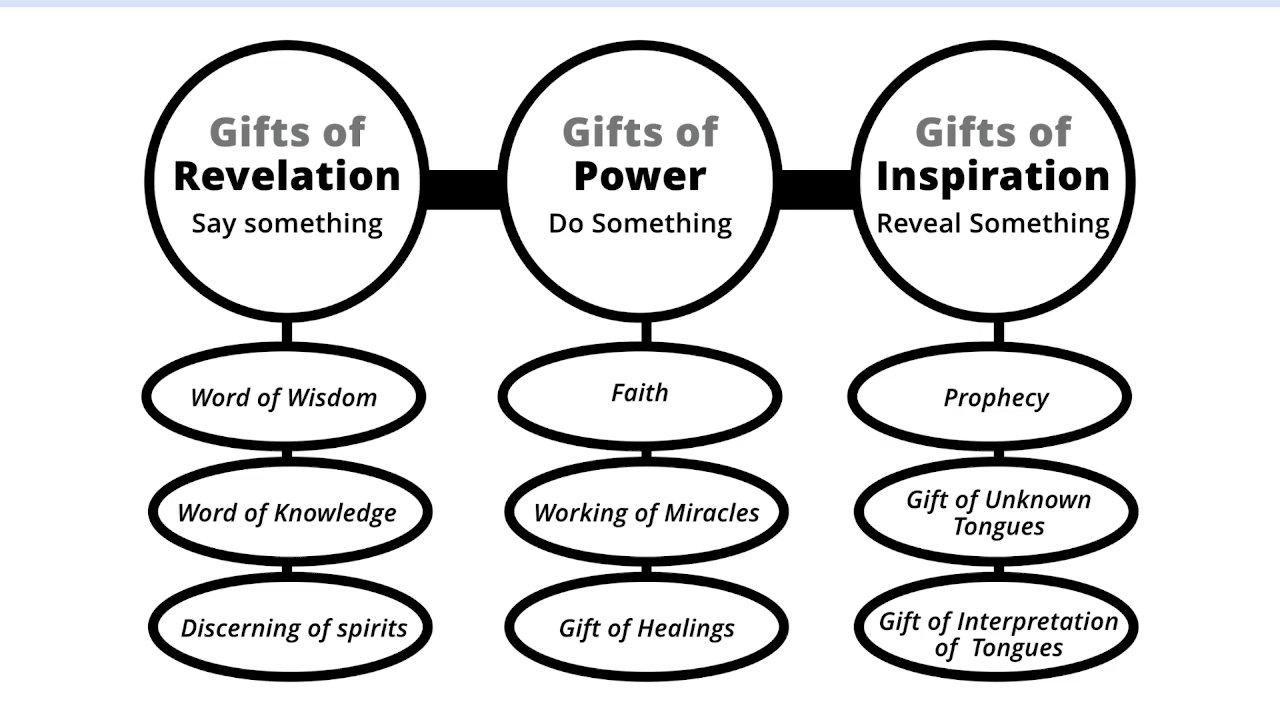 Gifts of
Revelation
Say something
Gifts of
Power
Do Something
Gifts of
Inspiration
Reveal Something
Word of Wisdom
Word of Knowledge
Discerning of spirits
Faith
Working of Miracles
Gift of Healings
Prophecy
Gift of Unknown
Tongues
Gift of Interpretation
of Tongues